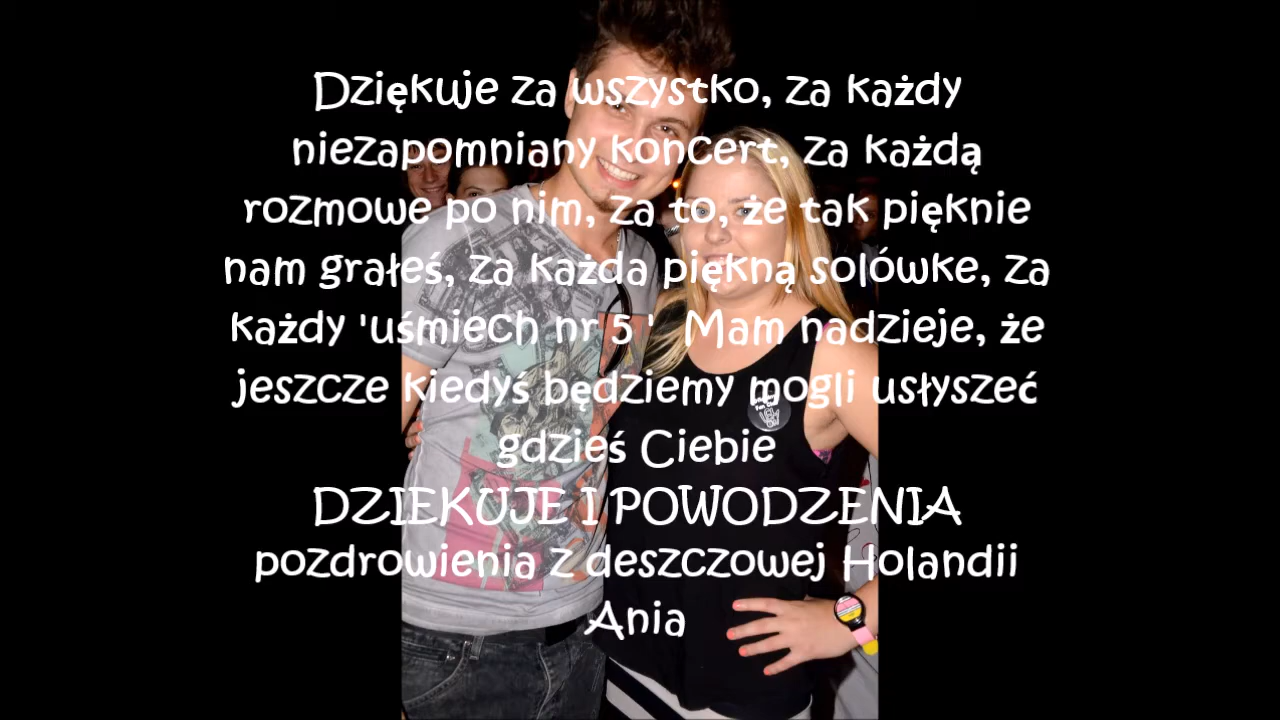 Dziękuje za wszystko, za każdy
niezapomniany koncert, za każdą
rozmowe po nim, za to, że tak pięknie
nam grałeś, za każda piękną solówke, za
każdy 'uśmiech nr 5 ' Mam nadzieje, że
jeszcze kiedyś będziemy mogli usłyszeć
gdzieś Ciebie
DZIEKUJE I POWODZENIA
pozdrowienia z deszczowej Holandii
Ania